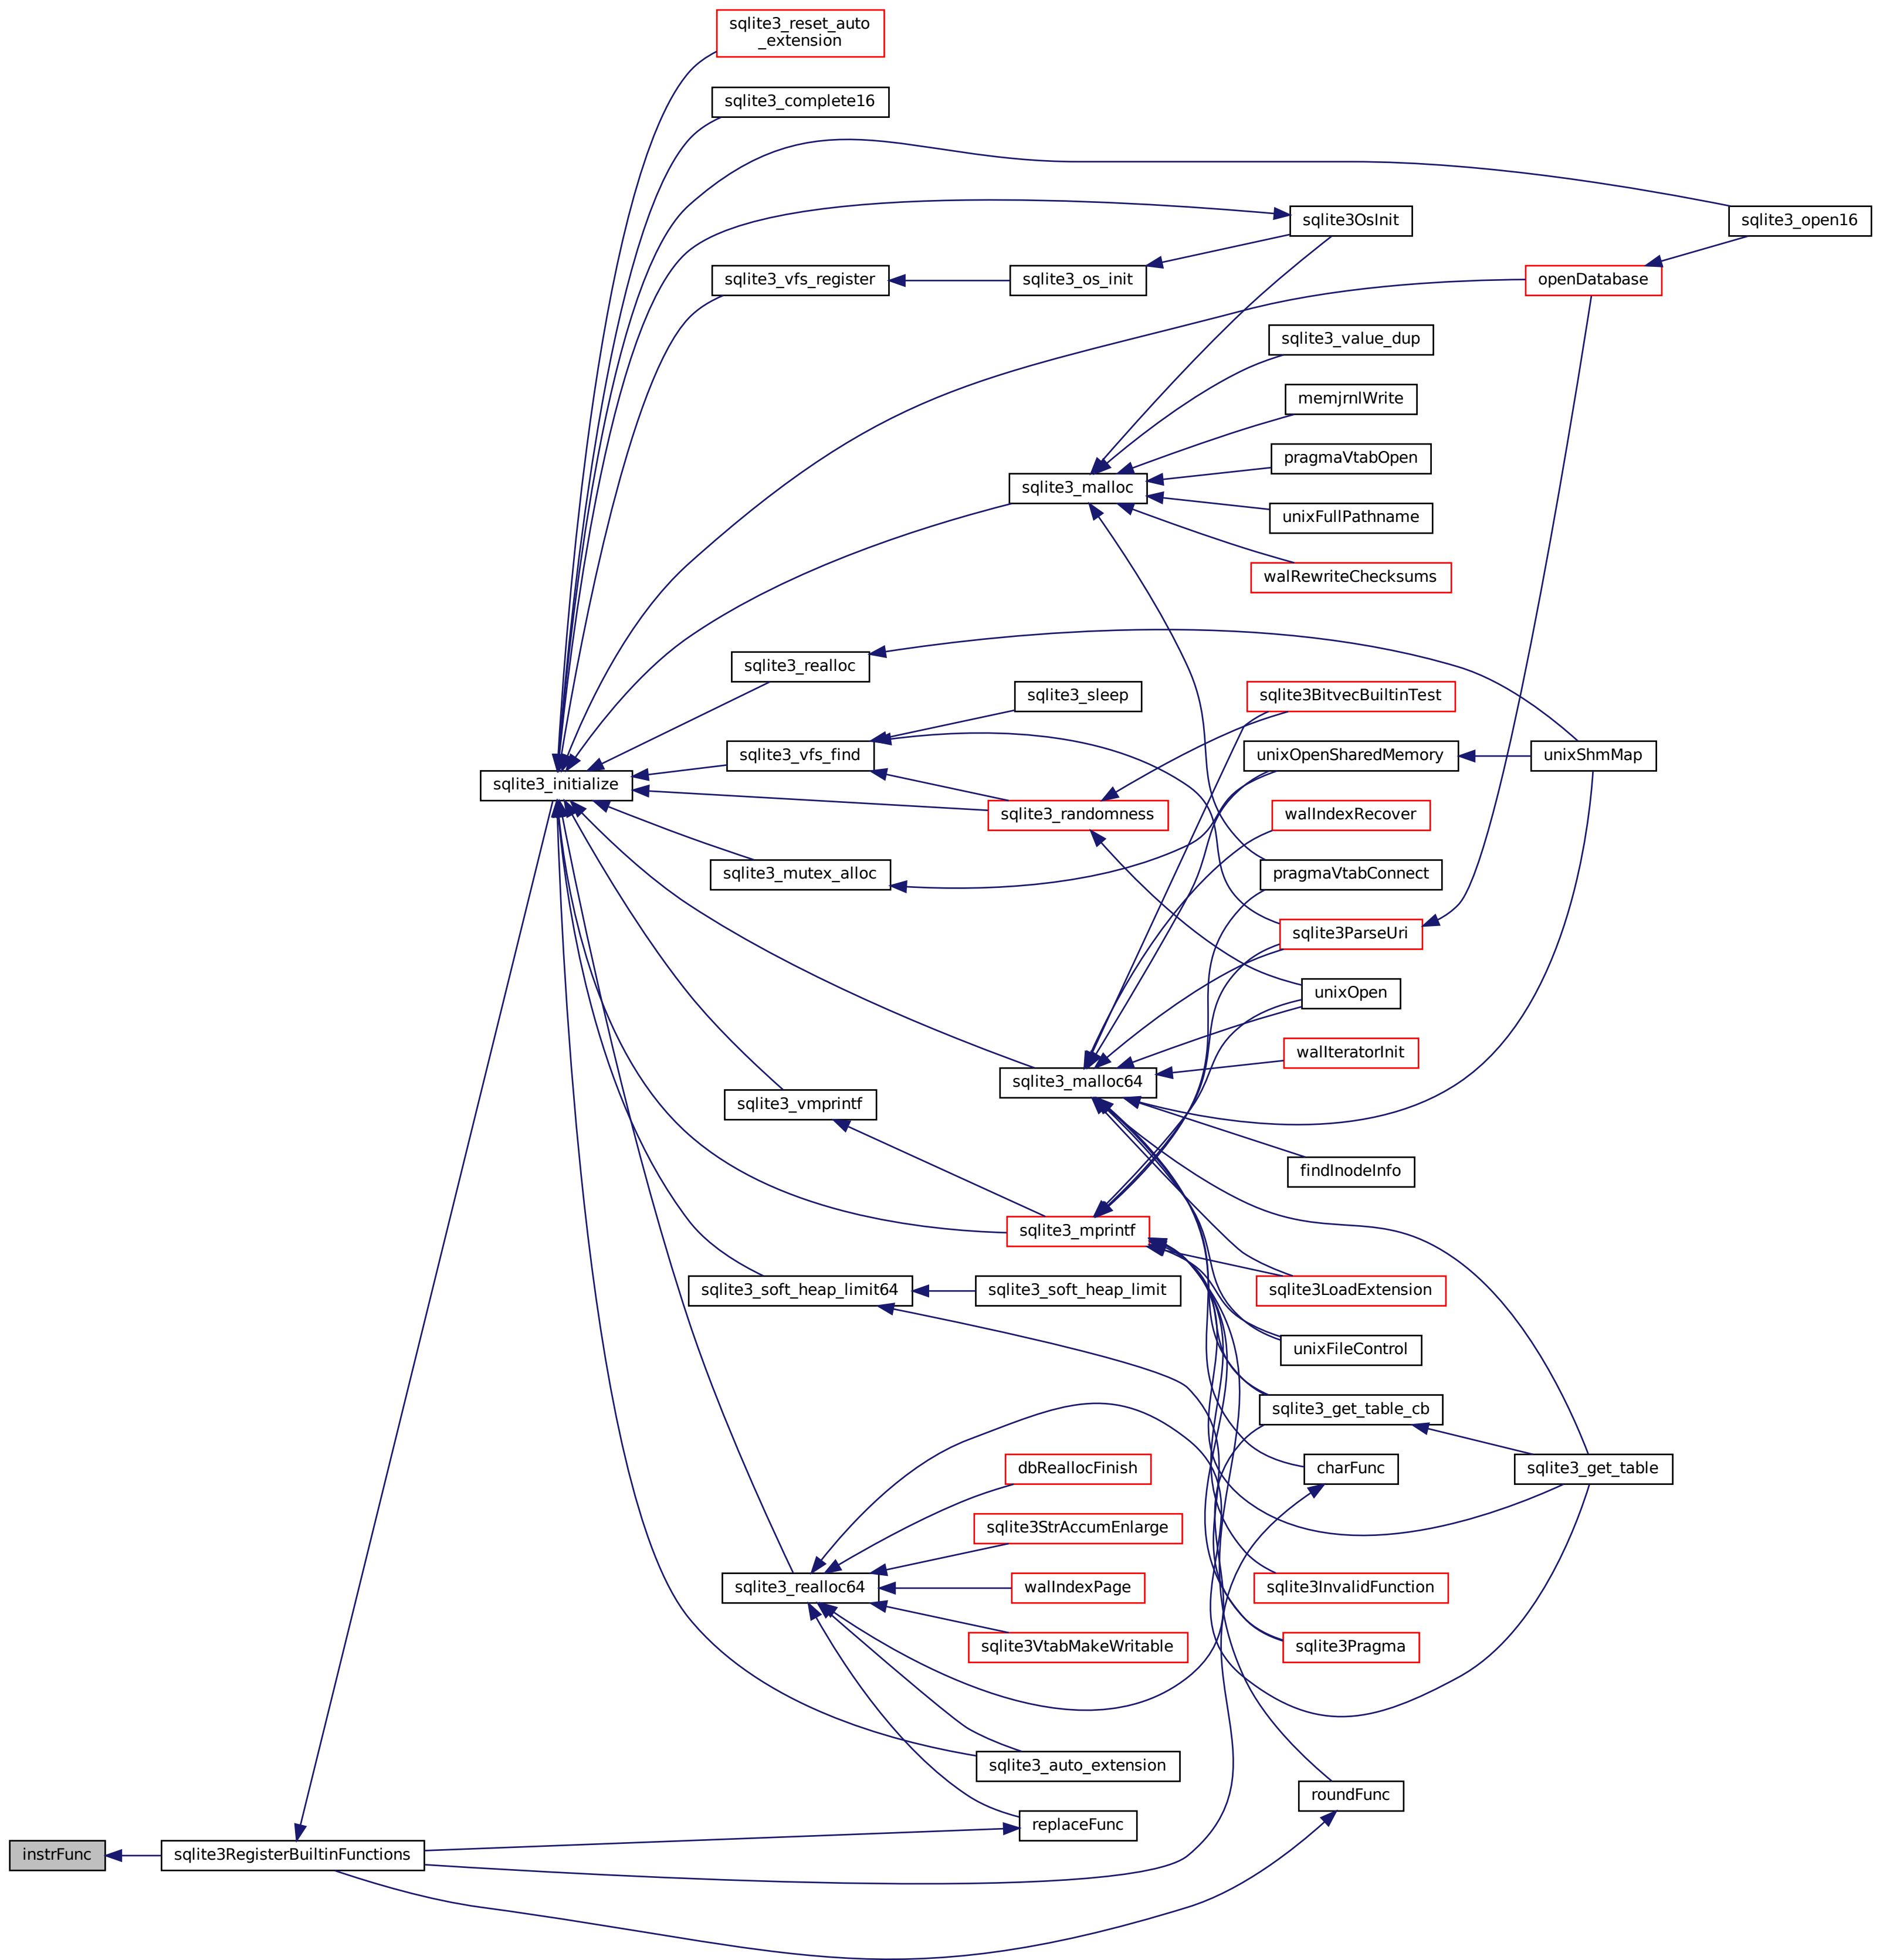 sqlite3_reset_auto
_extension
sqlite3_complete16
sqlite3OsInit
sqlite3_open16
sqlite3_vfs_register
sqlite3_os_init
openDatabase
sqlite3_value_dup
memjrnlWrite
pragmaVtabOpen
sqlite3_malloc
unixFullPathname
walRewriteChecksums
sqlite3_realloc
sqlite3_sleep
sqlite3BitvecBuiltinTest
sqlite3_vfs_find
unixOpenSharedMemory
unixShmMap
sqlite3_initialize
sqlite3_randomness
walIndexRecover
sqlite3_mutex_alloc
pragmaVtabConnect
sqlite3ParseUri
unixOpen
walIteratorInit
sqlite3_malloc64
sqlite3_vmprintf
findInodeInfo
sqlite3_mprintf
sqlite3_soft_heap_limit64
sqlite3_soft_heap_limit
sqlite3LoadExtension
unixFileControl
sqlite3_get_table_cb
dbReallocFinish
charFunc
sqlite3_get_table
sqlite3StrAccumEnlarge
sqlite3_realloc64
walIndexPage
sqlite3InvalidFunction
sqlite3VtabMakeWritable
sqlite3Pragma
sqlite3_auto_extension
roundFunc
replaceFunc
instrFunc
sqlite3RegisterBuiltinFunctions